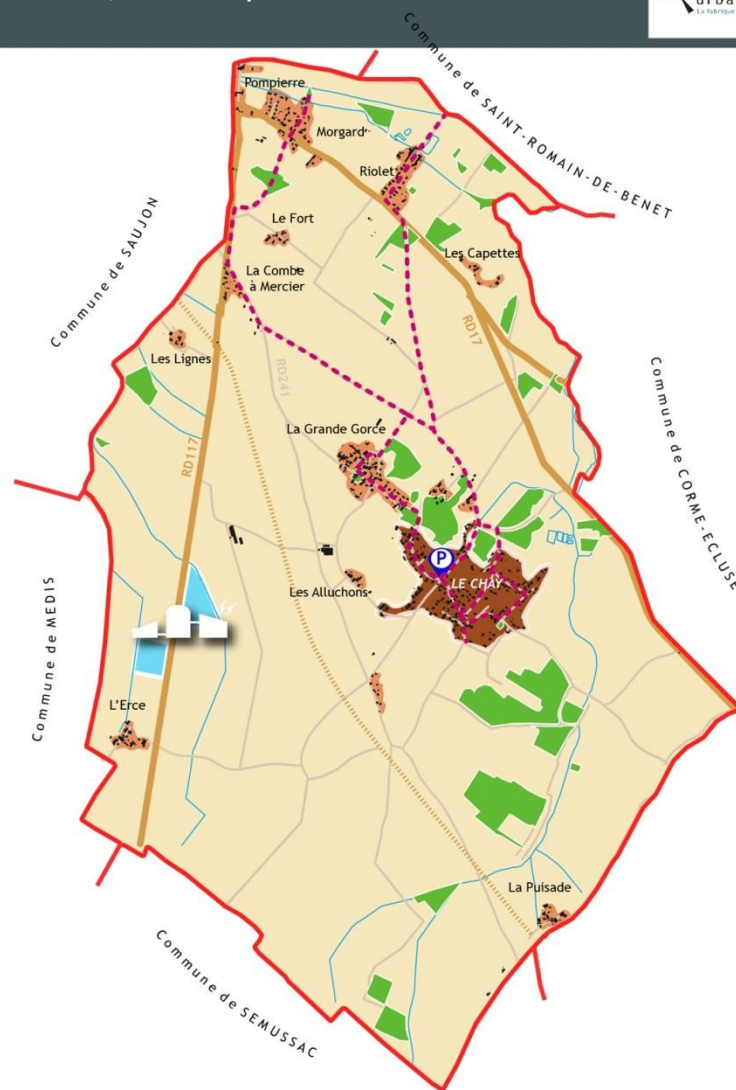 La fabrique
Commune de SAINT-ROMAIN-DE-BENET
Pompierre
Morgard
Riolet
Commune de SAUJON
Le Fort
Les Capettes
La Combe
à Mercier
RD17
Les Lignes
RD241
Commune de CORME-ECLUSE
La Grande Gorce
RD117
P
LE CHAY
Les Alluchons
Commune de MEDIS
L'Erce
La Puisade
Commune de SEMUSSAC